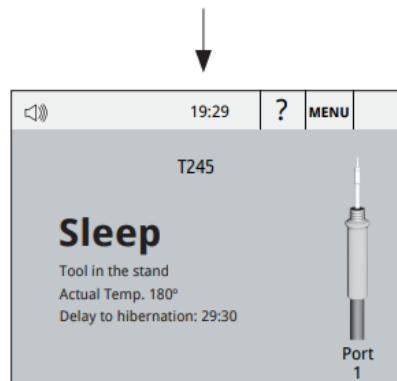 19:29 ? MENU
T245
Sleep
Tool in the stand
Actual Temp. 180º
Delay to hibernation: 29:30
Port
1